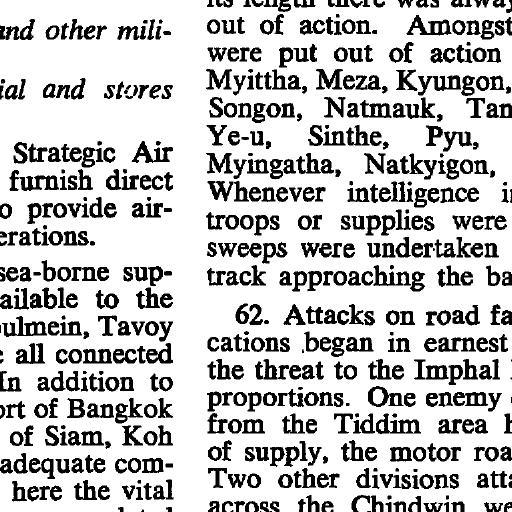 and other mili-
ial and stores
Strategic Air
furnish direct
o provide air-
erations.
sea-borne sup-
ailable to the
oulmein, Tavoy
e all connected
In addition to
ort of Bangkok
of Siam, Koh
adequate com-
here the vital
its length there was alway
out of action. Amongst
were put out of action
Myittha, Meza, Kyungon,
Songon, Natmauk, Tan
Ye-u, Sinthe, Pyu,
Myingatha, Natkyigon,
Whenever intelligence i
troops or supplies were
sweeps were undertaken
track approaching the ba
62. Attacks on road fa
cations began in earnest
the threat to the Imphal
proportions. One enemy
from the Tiddim area h
of supply, the motor roa
Two other divisions atta
across the Chindwin we